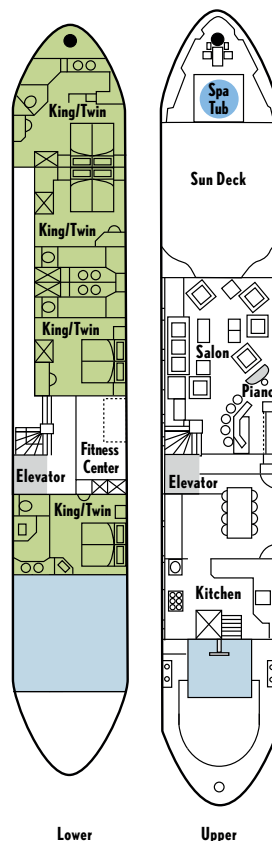 King/Twin
King/Twin
King/Twin
Fitness
Center
Elevator
King/Twin
Lower
Spa
Tub
Sun Deck
Salon
Piano
Elevator
Kitchen
Upper